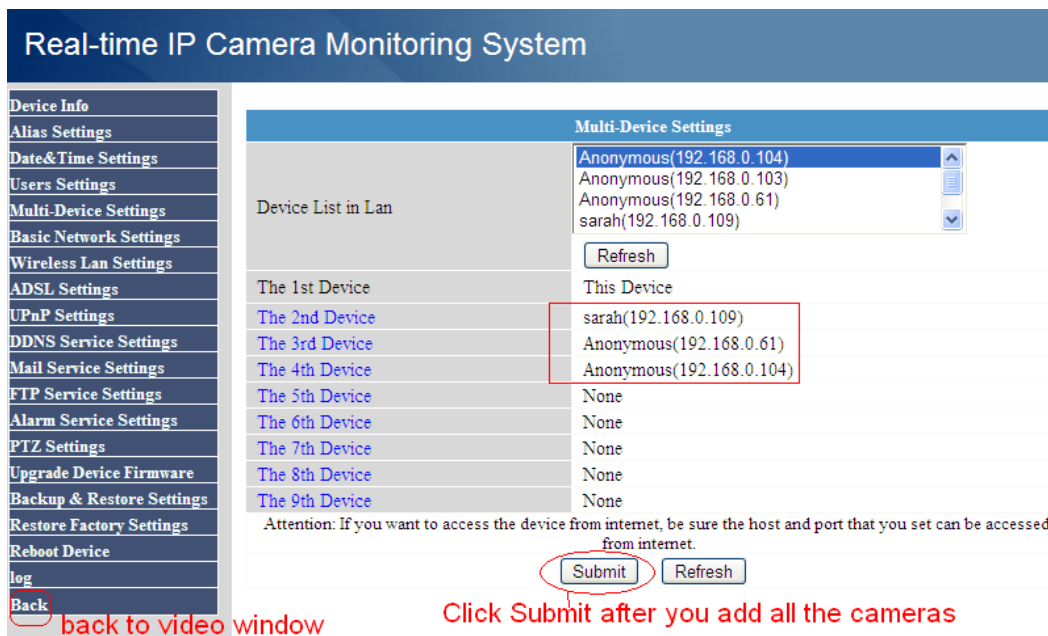 Real-time IP Camera Monitoring System
Device Info
Alias Settings
Date&Time Settings
Users Settings
Multi-Device Settings
Basic Network Settings
Wireless Lan Settings
ADSL Settings
UPnP Settings
DDNS Service Settings
Mail Service Settings
FTP Service Settings
Alarm Service Settings
PTZ Settings
Upgrade Device Firmware
Backup & Restore Settings
Restore Factory Settings
Reboot Device
log
Back
back to video window
Multi-Device Settings
Device List in Lan
Anonymous(192.168.0.104)
Anonymous(192.168.0.103)
Anonymous(192.168.0.61)
sarah(192.168.0.109)
Refresh
The 1st Device This Device
The 2nd Device sarah(192.168.0.109)
The 3rd Device Anonymous(192.168.0.61)
The 4th Device Anonymous(192.168.0.104)
The 5th Device None
The 6th Device None
The 7th Device None
The 8th Device None
The 9th Device None
Attention: If you want to access the device from internet, be sure the host and port that you set can be accessed
from internet.
Submit Refresh
Click Submit after you add all the cameras